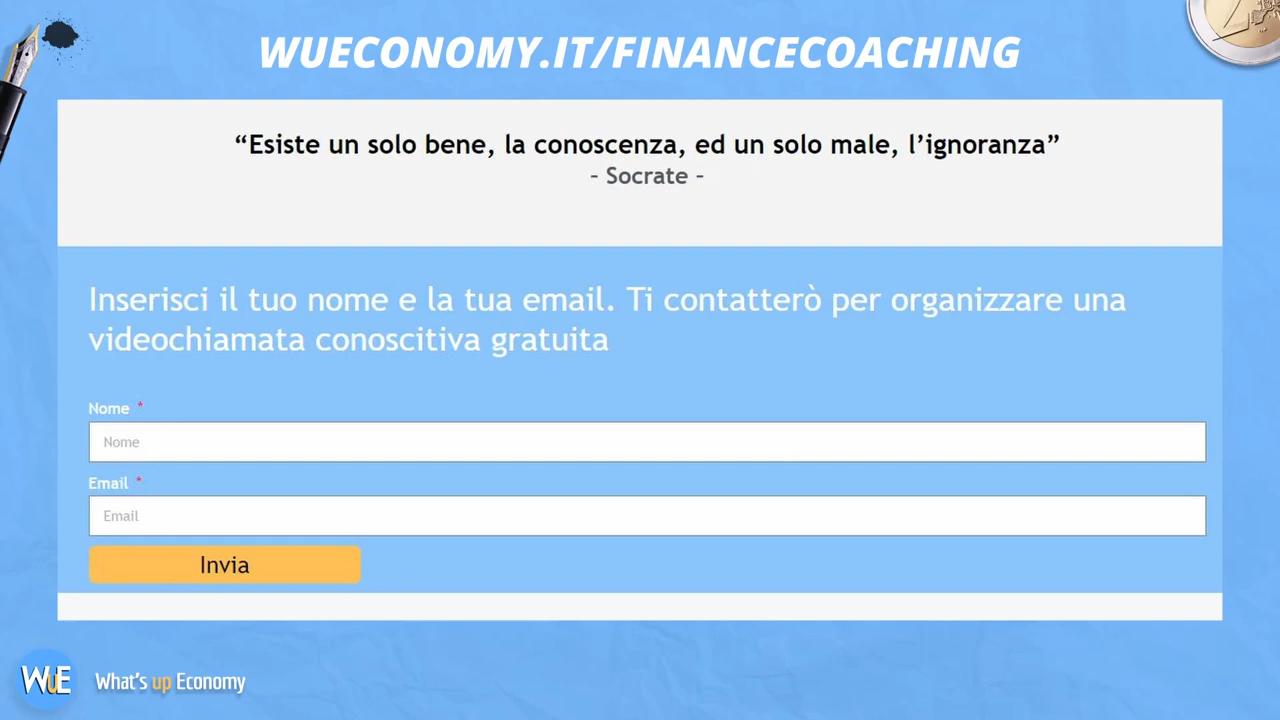 WUECONOMY.IT/FINANCECOACHING
“Esiste un solo bene, la conoscenza, ed un solo male, l’ignoranza”
- Socrate -
Inserisci il tuo nome e la tua email. Ti contatterò per organizzare una
videochiamata conoscitiva gratuita
Nome *
Nome
Email *
Email
Invia
WuE What’s up Economy